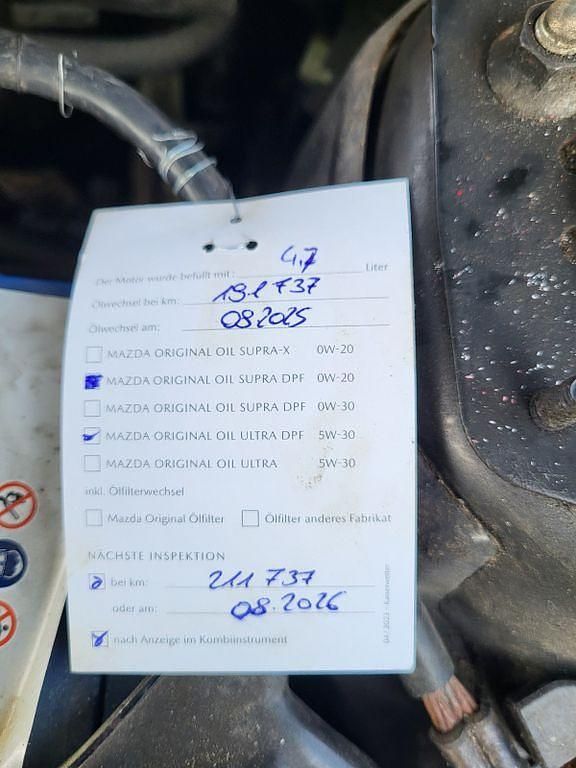 Der Motor wurde befüllt mit: 4,7 Liter
Ölwechsel bei km: 191 737
Ölwechsel am: 08 2025
MAZDA ORIGINAL OIL SUPRA-X 0W-20
MAZDA ORIGINAL OIL SUPRA DPF 0W-20
MAZDA ORIGINAL OIL SUPRA DPF 0W-30
MAZDA ORIGINAL OIL ULTRA DPF 5W-30
MAZDA ORIGINAL OIL ULTRA 5W-30
inkl. Ölfilterwechsel
Mazda Original Ölfilter Ölfilter anderes Fabrikat
NÄCHSTE INSPEKTION
bei km: 211 737
oder am: 08.2026
nach Anzeige im Kombiinstrument